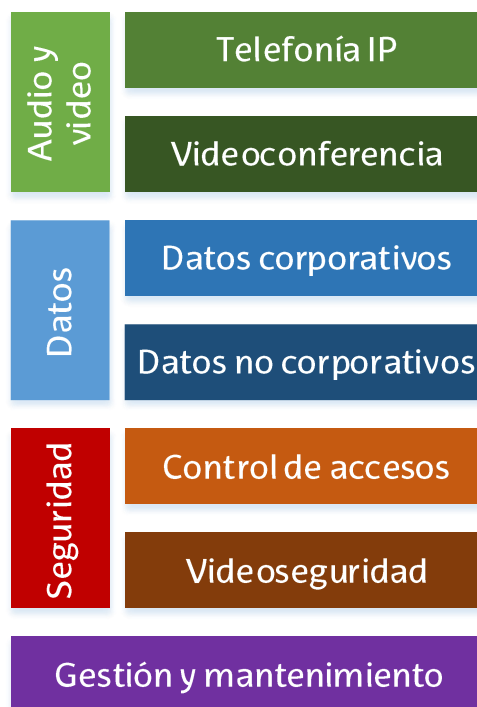 Audio y
video
Telefonía IP
Videoconferencia
Datos
Datos corporativos
Datos no corporativos
Seguridad
Control de accesos
Videoseguridad
Gestión y mantenimiento